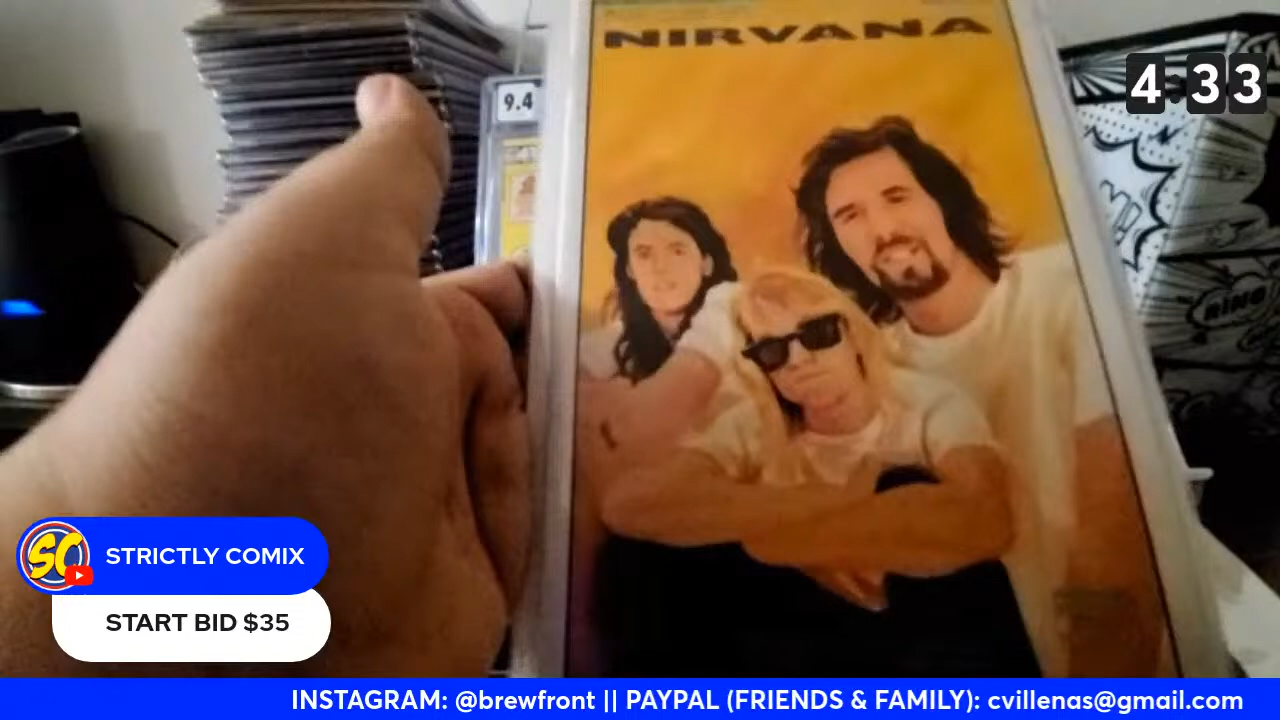 NIRVANA
4:33
9.4
RING
SC
STRICTLY COMIX
START BID $35
INSTAGRAM: @brewfront || PAYPAL (FRIENDS & FAMILY): cvillenas@gmail.com